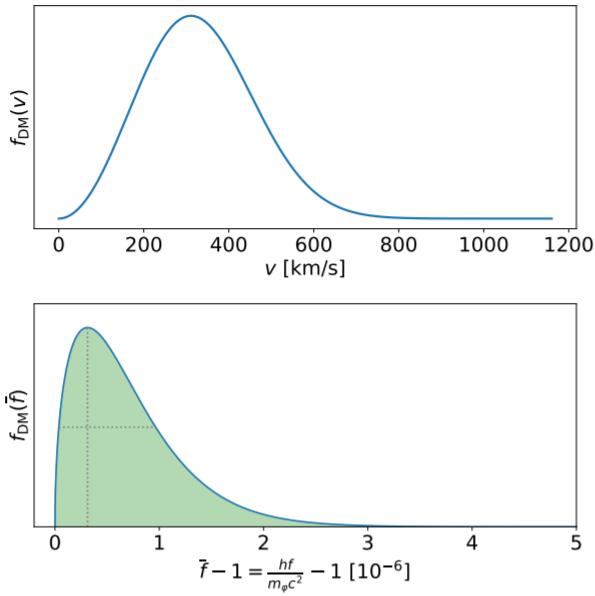 f_DM(v)
0 200 400 600 800 1000 1200
v [km/s]
f_DM(f̄)
0 1 2 3 4 5
f̄ − 1 = hf/m_φc² − 1 [10⁻⁶]